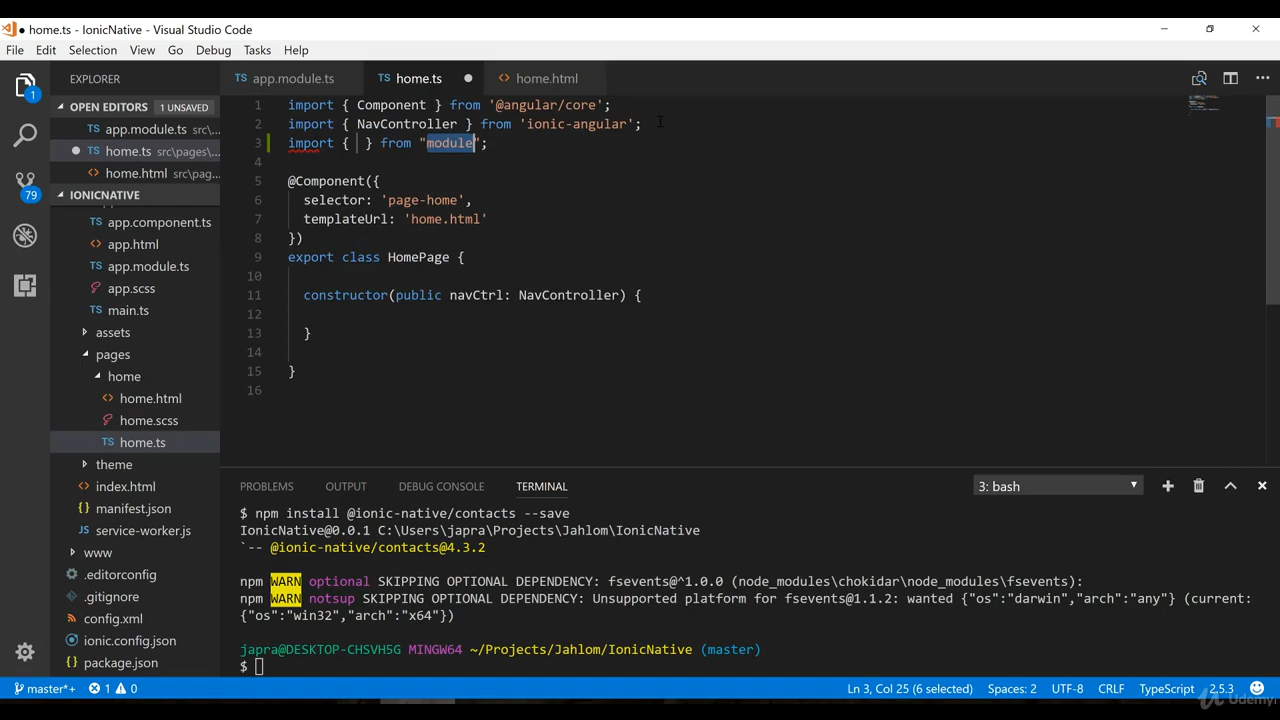 home.ts - IonicNative - Visual Studio Code
File Edit Selection View Go Debug Tasks Help
EXPLORER
OPEN EDITORS 1 UNSAVED
app.module.ts src\...
home.ts src\pages\...
home.html src\pag...
IONICNATIVE
app.component.ts
app.html
app.module.ts
app.scss
main.ts
assets
pages
home
home.html
home.scss
home.ts
theme
index.html
manifest.json
service-worker.js
www
.editorconfig
.gitignore
config.xml
ionic.config.json
package.json
1
79
TS app.module.ts TS home.ts <> home.html
1 import { Component } from '@angular/core';
2 import { NavController } from 'ionic-angular';
3 import { } from "module";
4
5 @Component({
6 selector: 'page-home',
7 templateUrl: 'home.html'
8 })
9 export class HomePage {
10
11 constructor(public navCtrl: NavController) {
12
13 }
14
15 }
16
PROBLEMS OUTPUT DEBUG CONSOLE TERMINAL 3: bash
$ npm install @ionic-native/contacts --save
IonicNative@0.0.1 C:\Users\japra\Projects\Jahlom\IonicNative
`-- @ionic-native/contacts@4.3.2
npm WARN optional SKIPPING OPTIONAL DEPENDENCY: fsevents@^1.0.0 (node_modules\chokidar\node_modules\fsevents):
npm WARN notsup SKIPPING OPTIONAL DEPENDENCY: Unsupported platform for fsevents@1.1.2: wanted {"os":"darwin","arch":"any"} (current:
{"os":"win32","arch":"x64"})
japra@DESKTOP-CHSVH5G MINGW64 ~/Projects/Jahlom/IonicNative (master)
$
master*+ 1 0 Ln 3, Col 25 (6 selected) Spaces: 2 UTF-8 CRLF TypeScript 2.5.3
Udemy